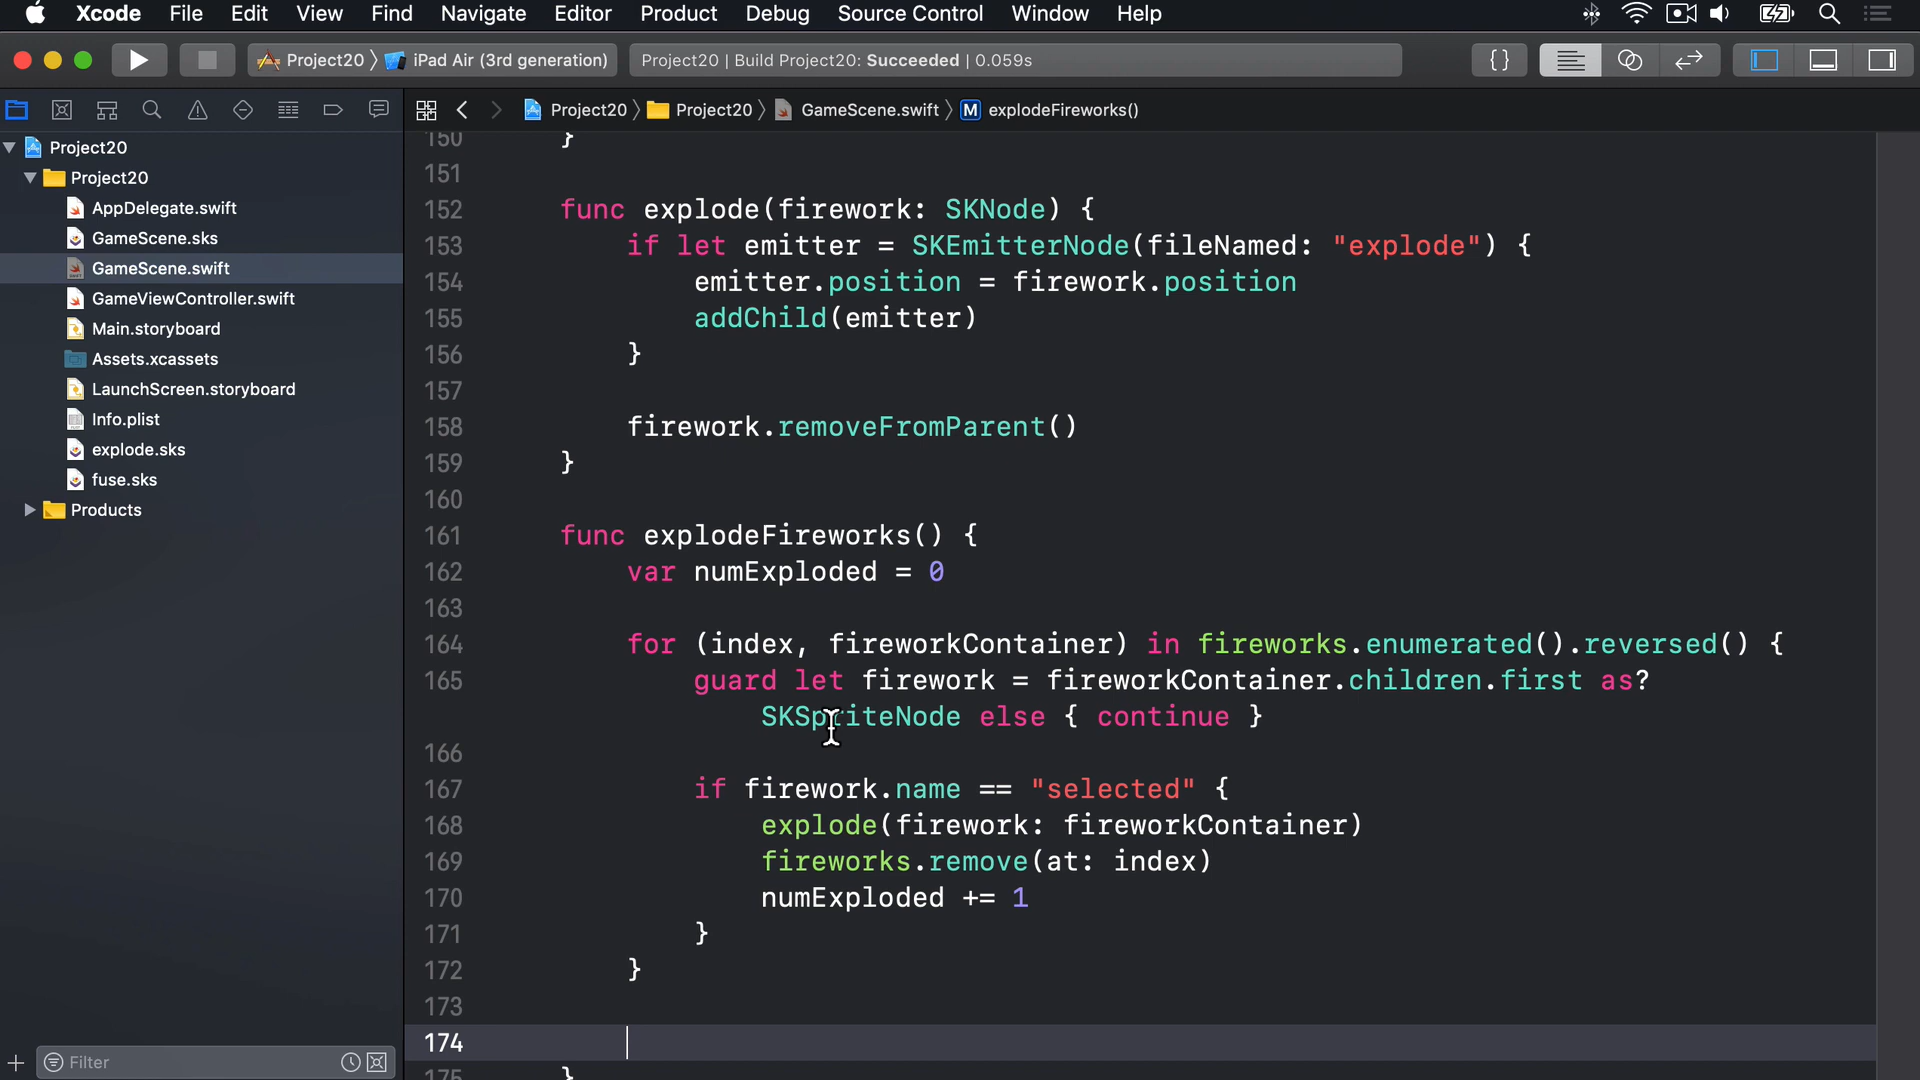 Xcode File Edit View Find Navigate Editor Product Debug Source Control Window Help
Project20 iPad Air (3rd generation) Project20 | Build Project20: Succeeded | 0.059s {}
Project20 Project20 GameScene.swift M explodeFireworks()
Project20
Project20
AppDelegate.swift
GameScene.sks
GameScene.swift
GameViewController.swift
Main.storyboard
Assets.xcassets
LaunchScreen.storyboard
Info.plist
explode.sks
fuse.sks
Products
Filter
150 }
151
152 func explode(firework: SKNode) {
153 if let emitter = SKEmitterNode(fileNamed: "explode") {
154 emitter.position = firework.position
155 addChild(emitter)
156 }
157
158 firework.removeFromParent()
159 }
160
161 func explodeFireworks() {
162 var numExploded = 0
163
164 for (index, fireworkContainer) in fireworks.enumerated().reversed() {
165 guard let firework = fireworkContainer.children.first as?
SKSpriteNode else { continue }
166
167 if firework.name == "selected" {
168 explode(firework: fireworkContainer)
169 fireworks.remove(at: index)
170 numExploded += 1
171 }
172 }
173
174
175 }